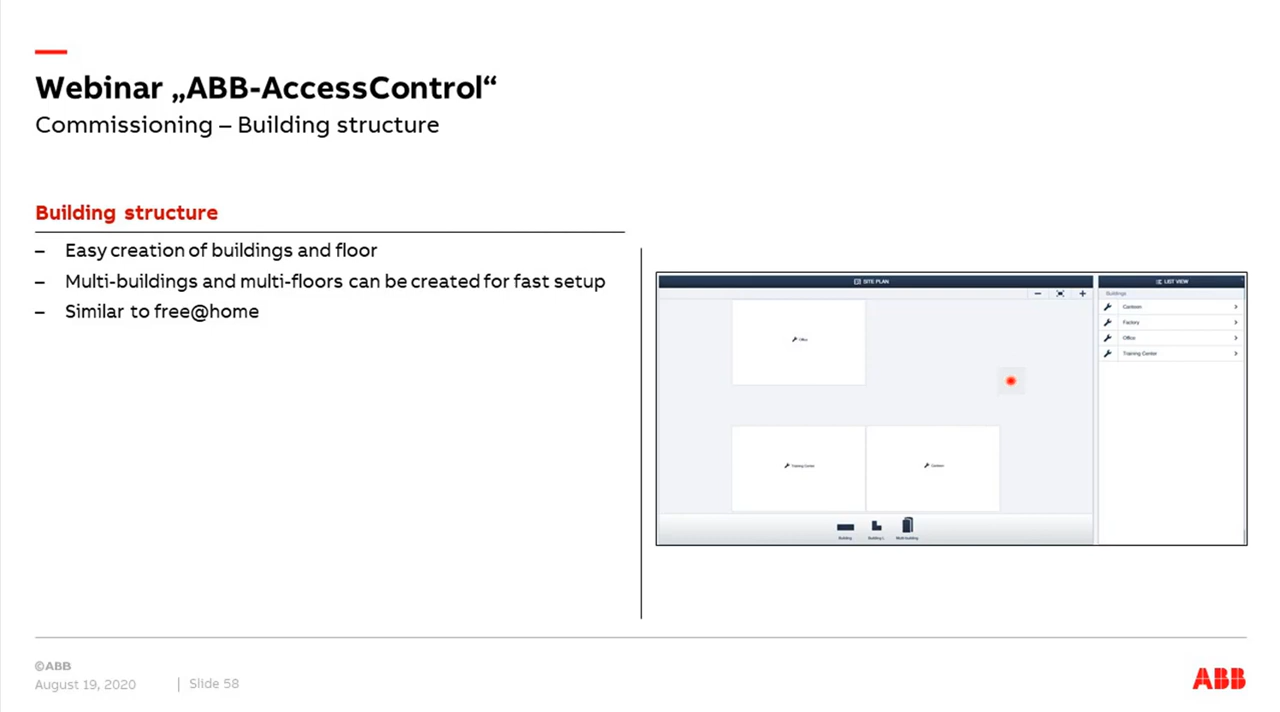 Webinar „ABB-AccessControl“
Commissioning – Building structure
Building structure
– Easy creation of buildings and floor
– Multi-buildings and multi-floors can be created for fast setup
– Similar to free@home
SITE PLAN
LIST VIEW
Buildings
Canteen
Factory
Office
Training Center
Office
Training Center
Canteen
Building
Building L
Multi-building
©ABB
August 19, 2020 | Slide 58
ABB